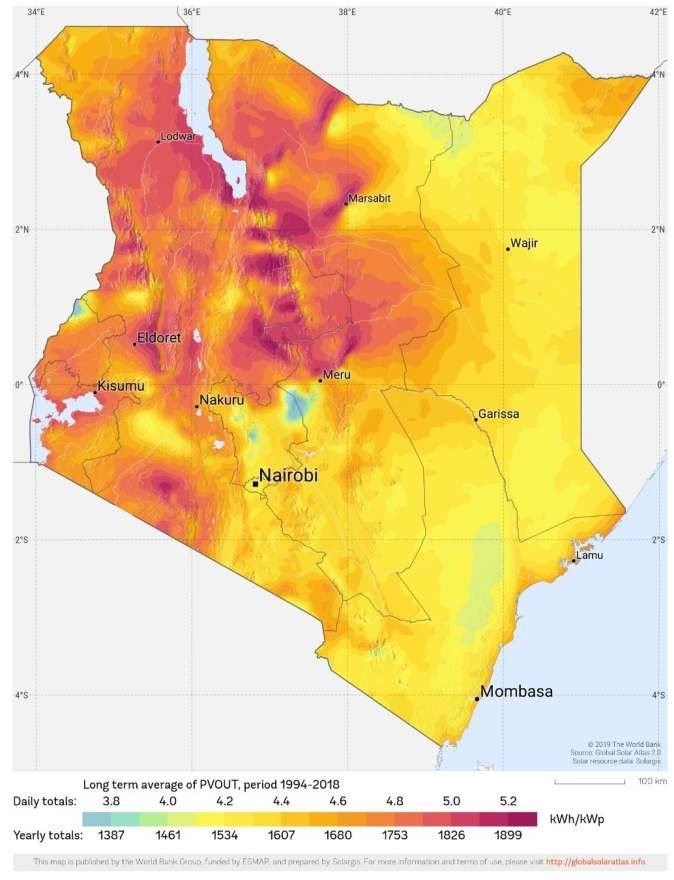 34°E 36°E 38°E 40°E 42°E
4°N 4°N
Lodwar
Marsabit
2°N 2°N
Wajir
Eldoret
Meru
0° 0°
Kisumu
Nakuru
Garissa
Nairobi
2°S 2°S
Lamu
4°S 4°S
Mombasa
© 2019 The World Bank
Source: Global Solar Atlas 2.0
Solar resource data: Solargis
100 km
Long term average of PVOUT, period 1994-2018
Daily totals: 3.8 4.0 4.2 4.4 4.6 4.8 5.0 5.2
kWh/kWp
Yearly totals: 1387 1461 1534 1607 1680 1753 1826 1899
This map is published by the World Bank Group, funded by ESMAP, and prepared by Solargis. For more information and terms of use, please visit http://globalsolaratlas.info.